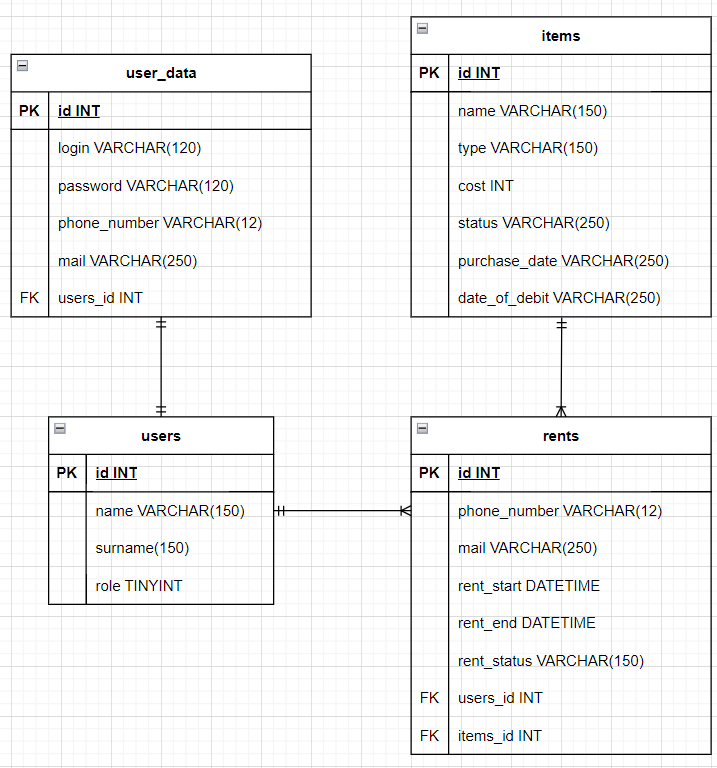 user_data
PK id INT
login VARCHAR(120)
password VARCHAR(120)
phone_number VARCHAR(12)
mail VARCHAR(250)
FK users_id INT
items
PK id INT
name VARCHAR(150)
type VARCHAR(150)
cost INT
status VARCHAR(250)
purchase_date VARCHAR(250)
date_of_debit VARCHAR(250)
users
PK id INT
name VARCHAR(150)
surname(150)
role TINYINT
rents
PK id INT
phone_number VARCHAR(12)
mail VARCHAR(250)
rent_start DATETIME
rent_end DATETIME
rent_status VARCHAR(150)
FK users_id INT
FK items_id INT